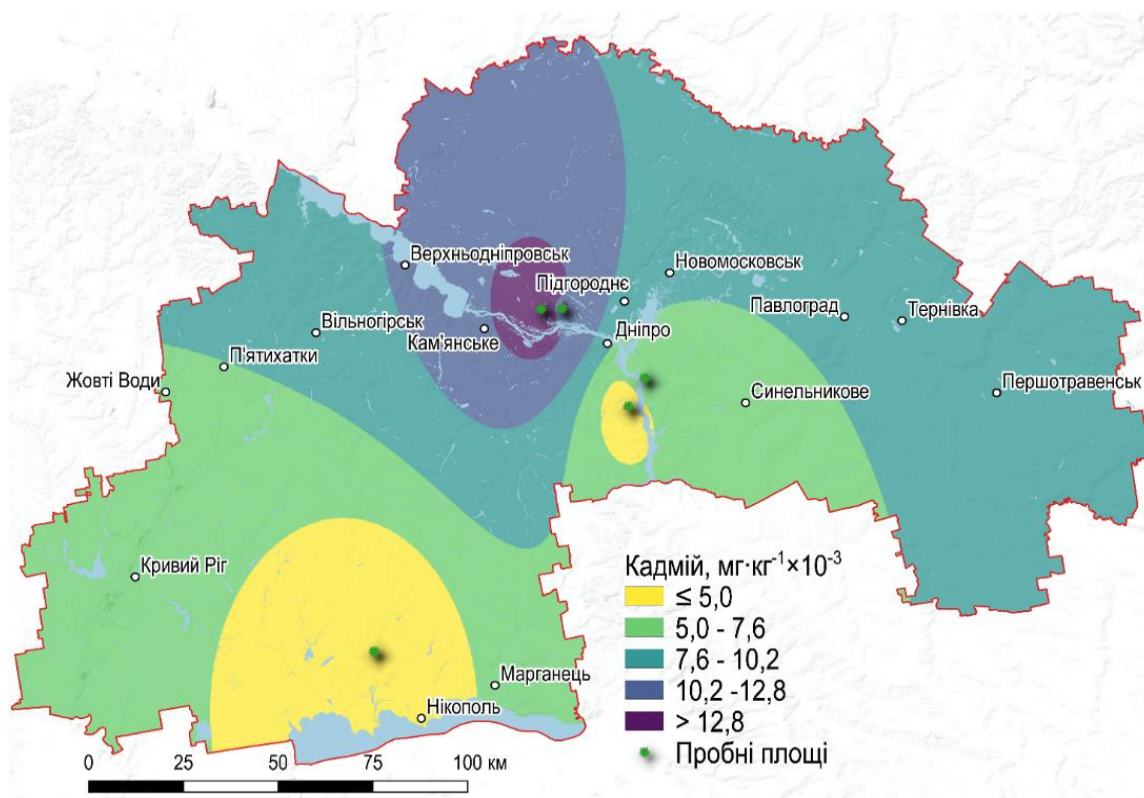 Верхньодніпровськ
Новомосковськ
Підгороднє
Павлоград
Тернівка
Вільногірськ
Кам'янське
Дніпро
П'ятихатки
Жовті Води
Синельникове
Першотравенськ
Кривий Ріг
Марганець
Нікополь
Кадмій, мг·кг⁻¹×10⁻³
≤ 5,0
5,0 - 7,6
7,6 - 10,2
10,2 -12,8
> 12,8
Пробні площі
0 25 50 75 100 км